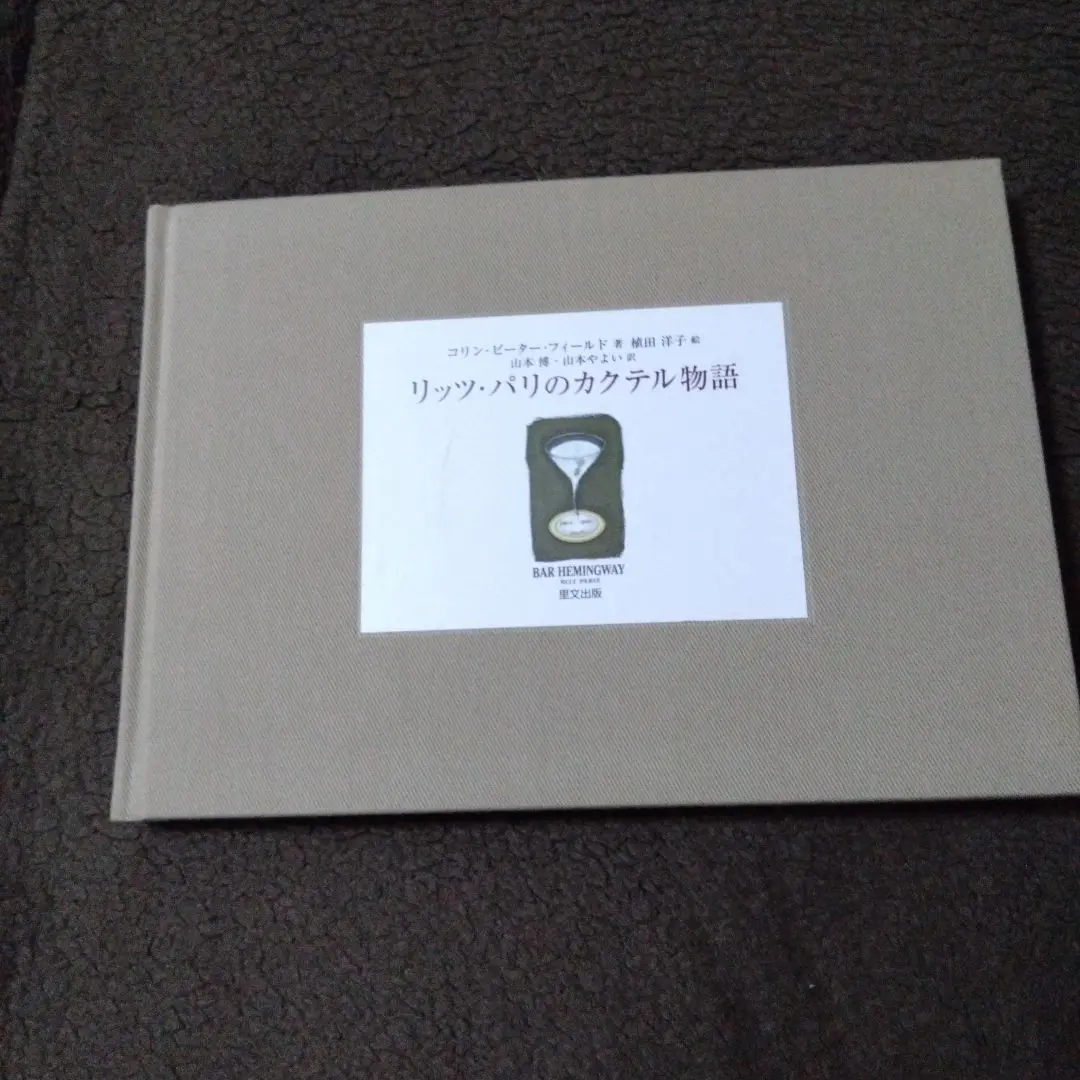 コリン・ピーター・フィールド 著 植田 洋子 絵
山本 博・山本やよい 訳
リッツ・パリのカクテル物語
BAR HEMINGWAY
RITZ PARIS
里文出版